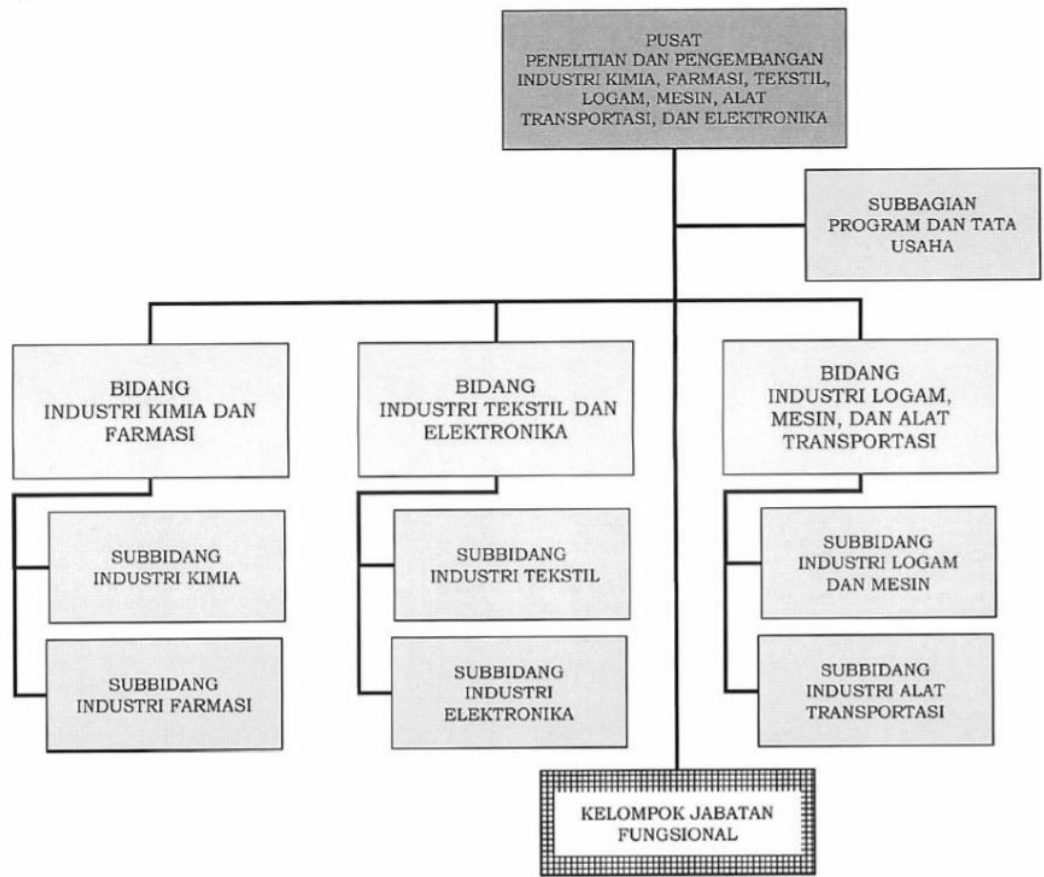 PUSAT
PENELITIAN DAN PENGEMBANGAN
INDUSTRI KIMIA, FARMASI, TEKSTIL,
LOGAM, MESIN, ALAT
TRANSPORTASI, DAN ELEKTRONIKA
SUBBAGIAN
PROGRAM DAN TATA
USAHA
BIDANG
INDUSTRI KIMIA DAN
FARMASI
BIDANG
INDUSTRI TEKSTIL DAN
ELEKTRONIKA
BIDANG
INDUSTRI LOGAM,
MESIN, DAN ALAT
TRANSPORTASI
SUBBIDANG
INDUSTRI KIMIA
SUBBIDANG
INDUSTRI TEKSTIL
SUBBIDANG
INDUSTRI LOGAM
DAN MESIN
SUBBIDANG
INDUSTRI FARMASI
SUBBIDANG
INDUSTRI
ELEKTRONIKA
SUBBIDANG
INDUSTRI ALAT
TRANSPORTASI
KELOMPOK JABATAN
FUNGSIONAL